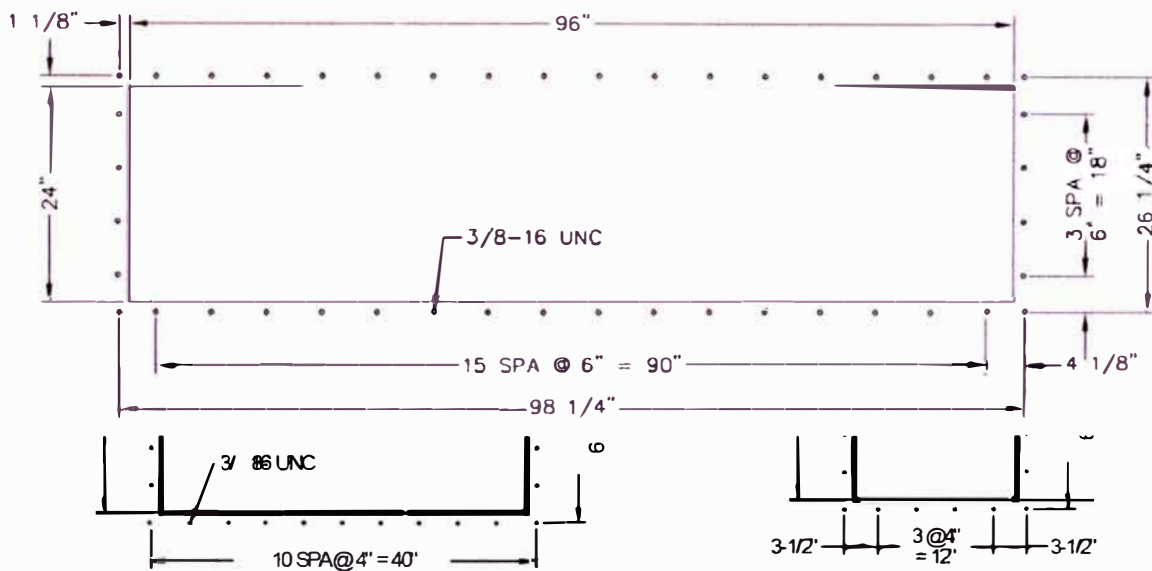 1 1/8"
96"
24"
3/8-16 UNC
3 SPA @
6" = 18"
26 1/4"
15 SPA @ 6" = 90"
4 1/8"
98 1/4"
3/ 86 UNC
6
10 SPA @ 4" = 40"
3-1/2"
3 @ 4"
= 12"
3-1/2"